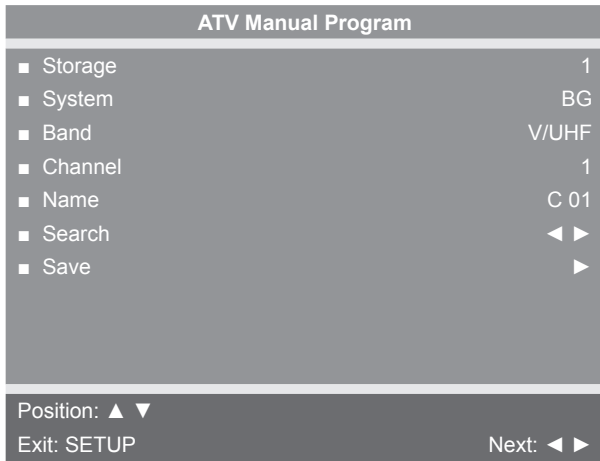 ATV Manual Program
■ Storage 1
■ System BG
■ Band V/UHF
■ Channel 1
■ Name C 01
■ Search ◄ ►
■ Save ►
Position: ▲ ▼
Exit: SETUP Next: ◄ ►